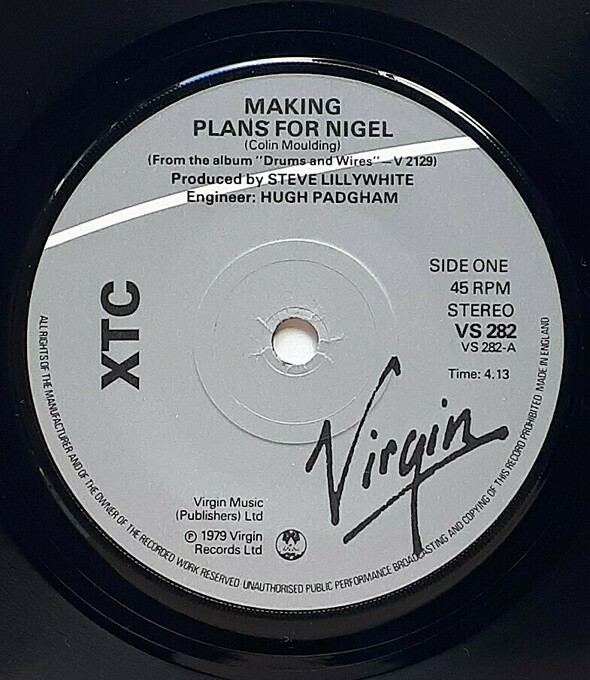 MAKING
PLANS FOR NIGEL
(Colin Moulding)
(From the album "Drums and Wires" – V 2129)
Produced by STEVE LILLYWHITE
Engineer: HUGH PADGHAM
SIDE ONE
45 RPM
STEREO
VS 282
VS 282-A
Time: 4.13
XTC
Virgin
Virgin Music
(Publishers) Ltd
℗ 1979 Virgin
Records Ltd
ALL RIGHTS OF THE MANUFACTURER AND OF THE OWNER OF THE RECORDED WORK RESERVED · UNAUTHORISED PUBLIC PERFORMANCE BROADCASTING AND COPYING OF THIS RECORD PROHIBITED MADE IN ENGLAND